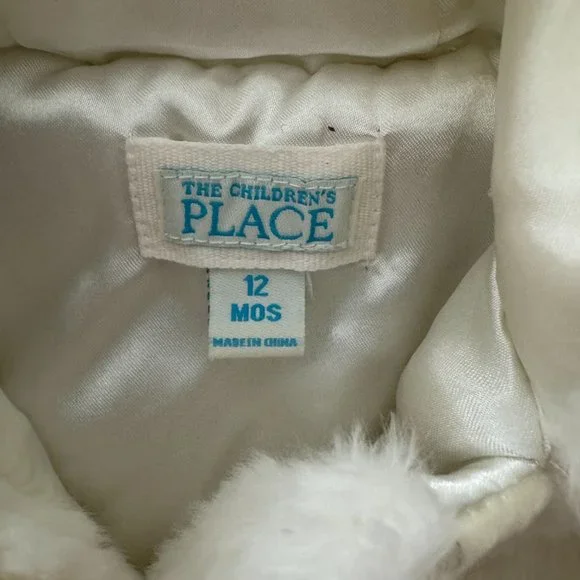 THE CHILDREN'S
PLACE
12
MOS
MADE IN CHINA